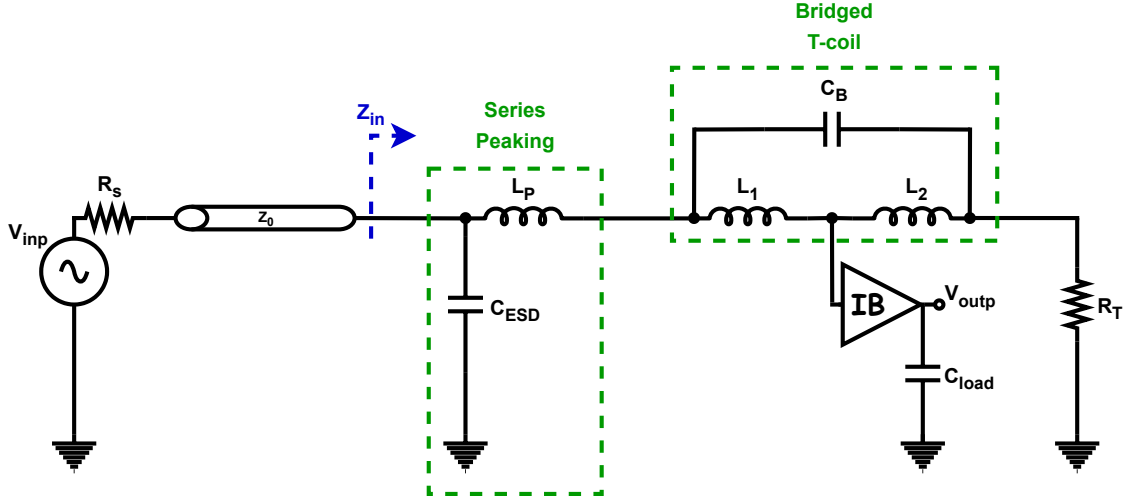 Bridged
T-coil
C_B
Z_in
Series
Peaking
R_s
L_P
L_1
L_2
V_inp
Z_0
C_ESD
IB
V_outp
R_T
C_load